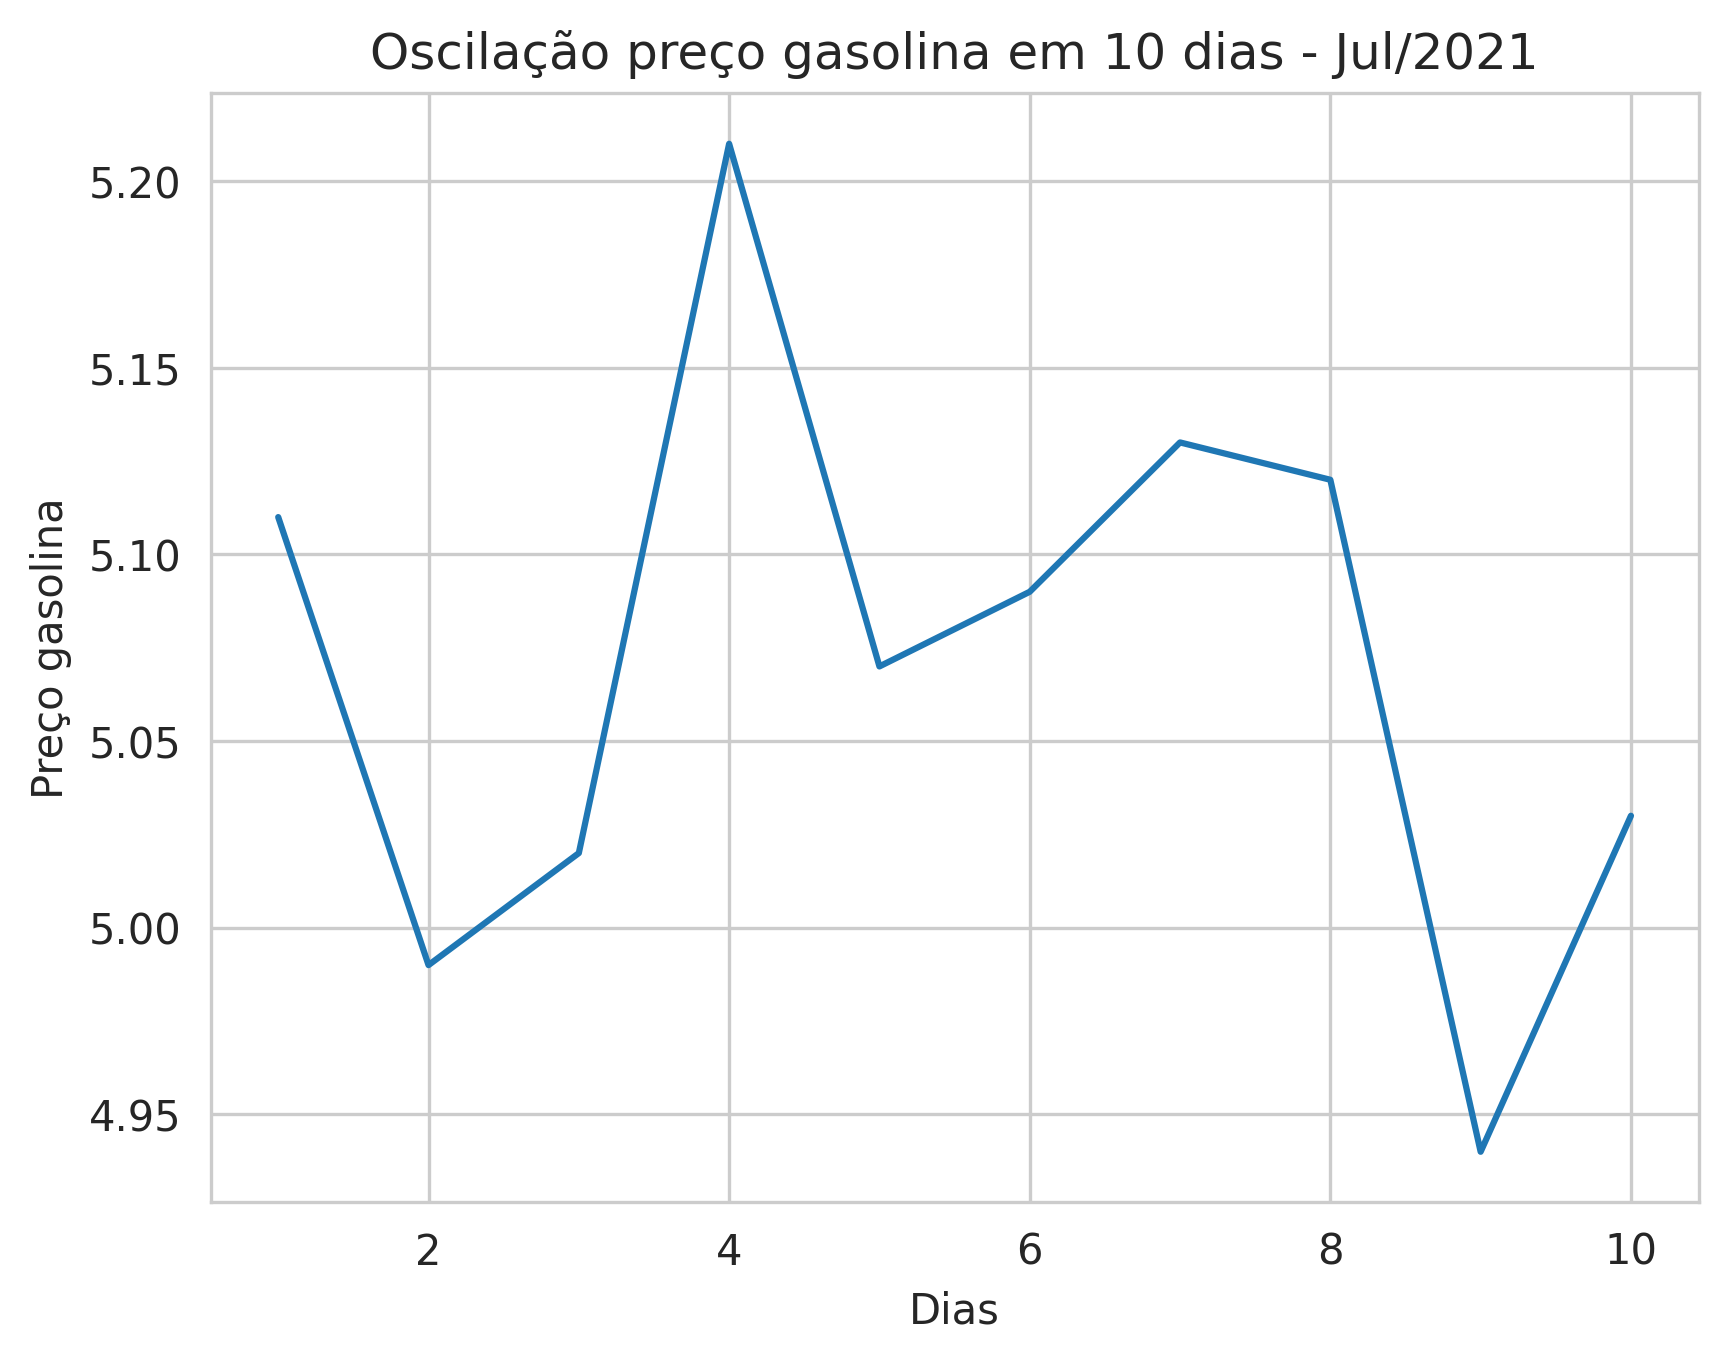 Oscilação preço gasolina em 10 dias - Jul/2021
Preço gasolina
5.20
5.15
5.10
5.05
5.00
4.95
2 4 6 8 10
Dias